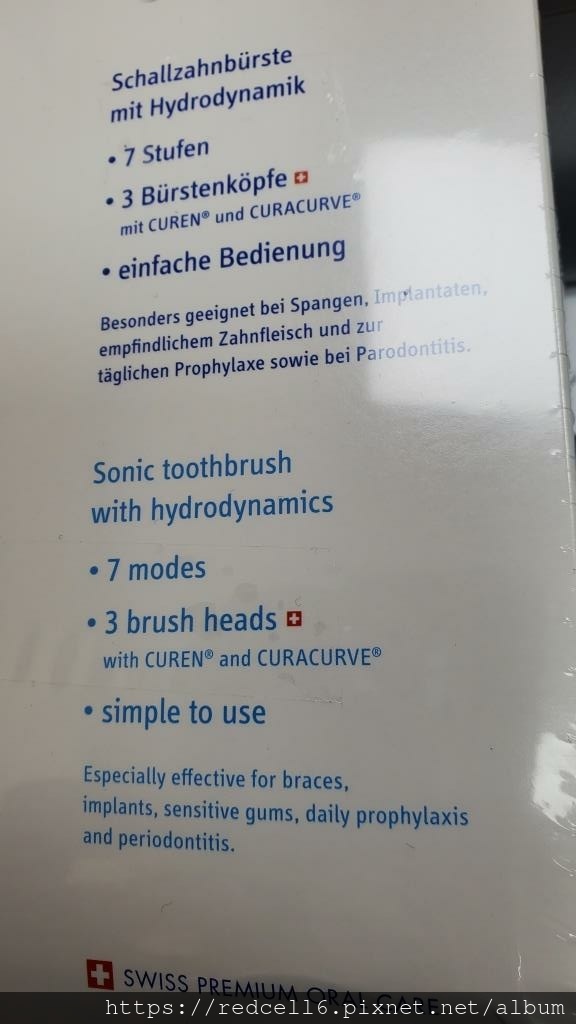 Schallzahnbürste
mit Hydrodynamik
• 7 Stufen
• 3 Bürstenköpfe
mit CUREN® und CURACURVE®
• einfache Bedienung
Besonders geeignet bei Spangen, Implantaten,
empfindlichem Zahnfleisch und zur
täglichen Prophylaxe sowie bei Parodontitis.
Sonic toothbrush
with hydrodynamics
• 7 modes
• 3 brush heads
with CUREN® and CURACURVE®
• simple to use
Especially effective for braces,
implants, sensitive gums, daily prophylaxis
and periodontitis.
SWISS PREMIUM ORAL CARE
https://redcell6.pixnet.net/album